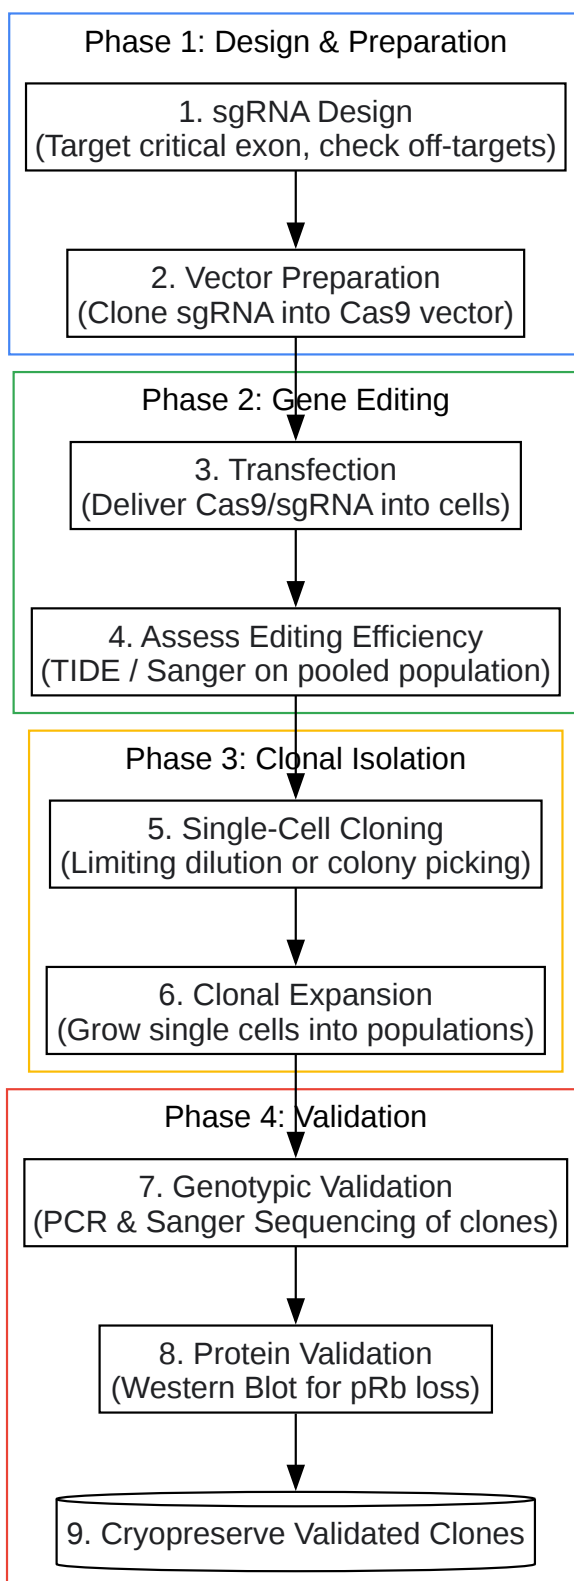 Phase 1: Design & Preparation
1. sgRNA Design
(Target critical exon, check off-targets)
2. Vector Preparation
(Clone sgRNA into Cas9 vector)
Phase 2: Gene Editing
3. Transfection
(Deliver Cas9/sgRNA into cells)
4. Assess Editing Efficiency
(TIDE / Sanger on pooled population)
Phase 3: Clonal Isolation
5. Single-Cell Cloning
(Limiting dilution or colony picking)
6. Clonal Expansion
(Grow single cells into populations)
Phase 4: Validation
7. Genotypic Validation
(PCR & Sanger Sequencing of clones)
8. Protein Validation
(Western Blot for pRb loss)
9. Cryopreserve Validated Clones